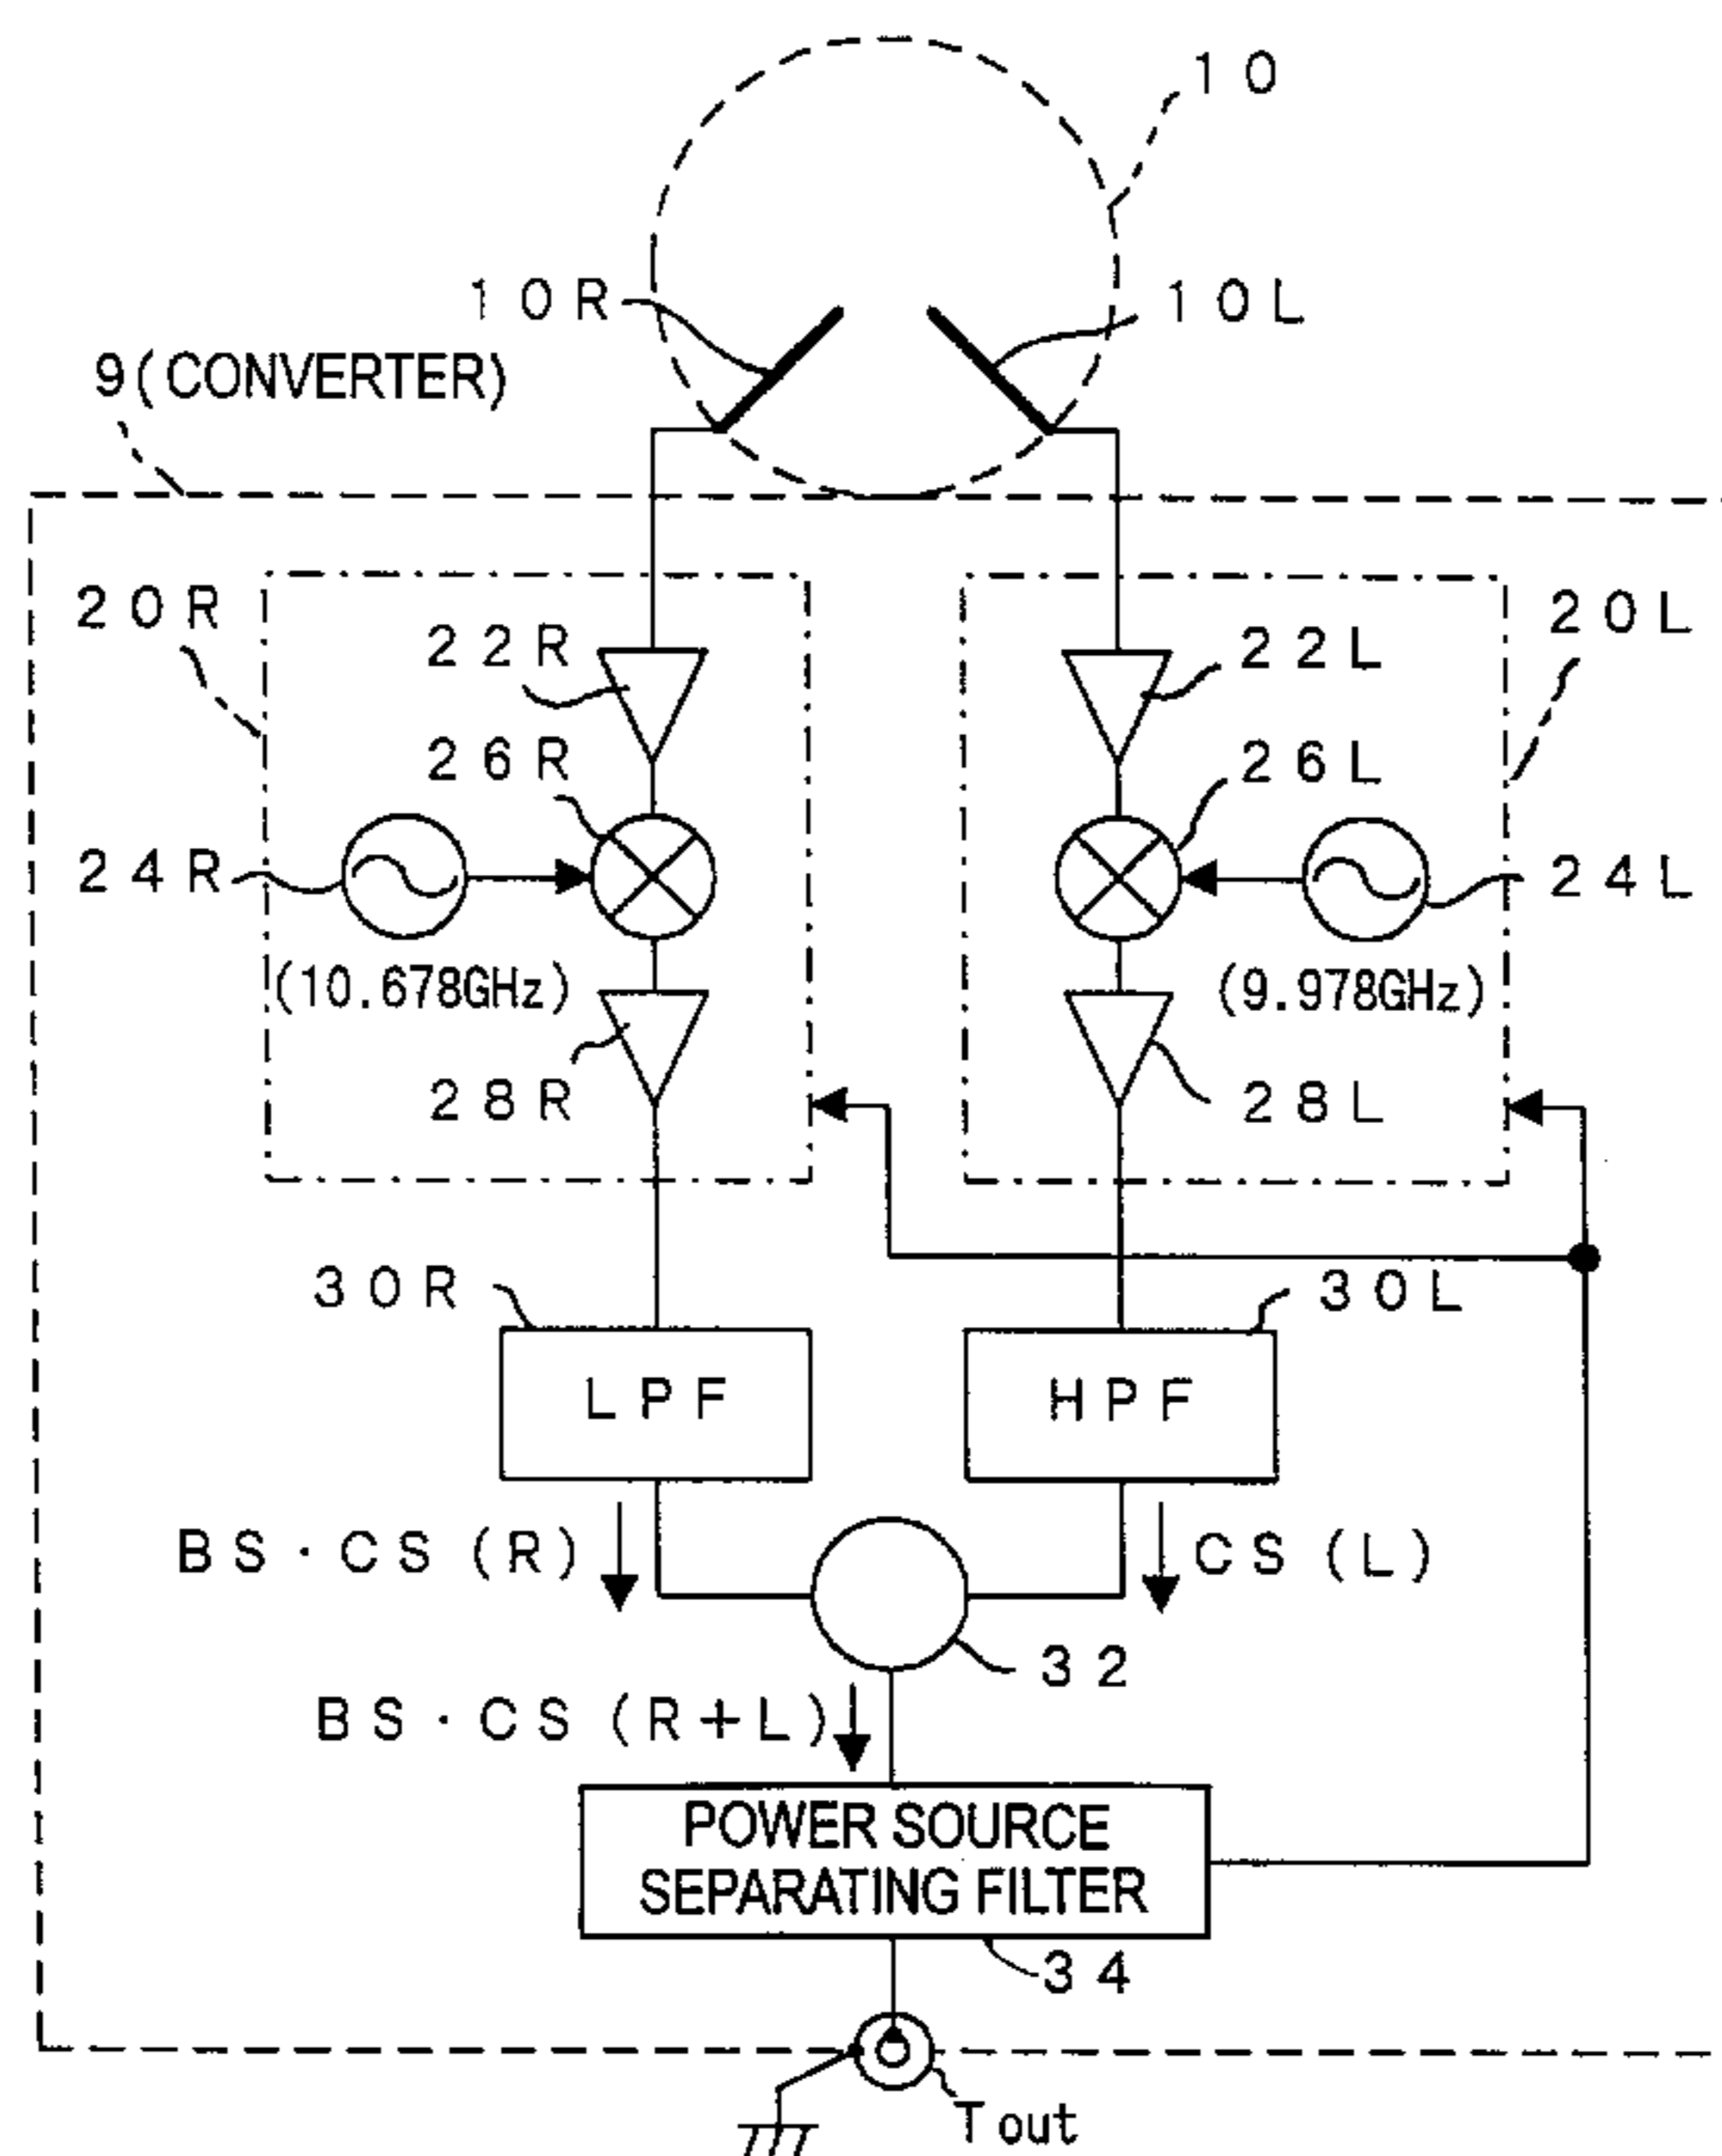 10
10R
10L
9(CONVERTER)
20R
20L
22R
22L
26R
26L
24R
24L
(10.678GHz)
(9.978GHz)
28R
28L
30R
30L
LPF
HPF
BS·CS(R)
CS(L)
32
BS·CS(R+L)
POWER SOURCE
SEPARATING FILTER
34
Tout